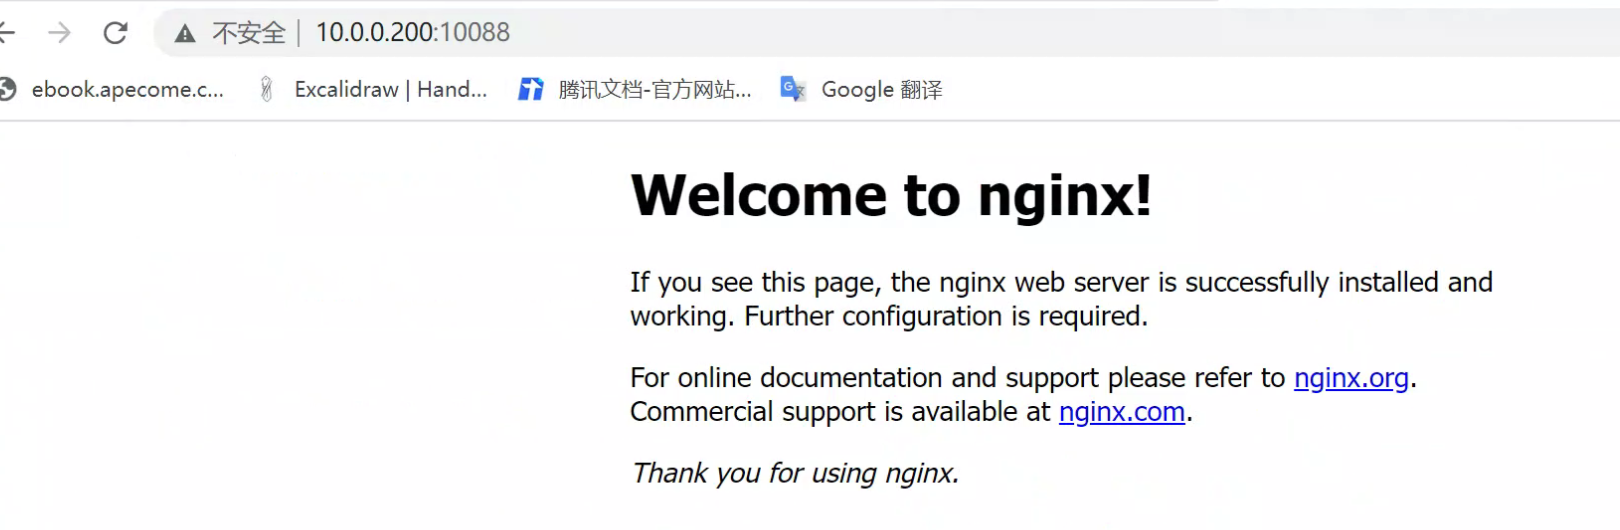 不安全 | 10.0.0.200:10088
ebook.apecome.c... Excalidraw | Hand... 腾讯文档-官方网站... Google 翻译
Welcome to nginx!
If you see this page, the nginx web server is successfully installed and
working. Further configuration is required.
For online documentation and support please refer to nginx.org.
Commercial support is available at nginx.com.
Thank you for using nginx.